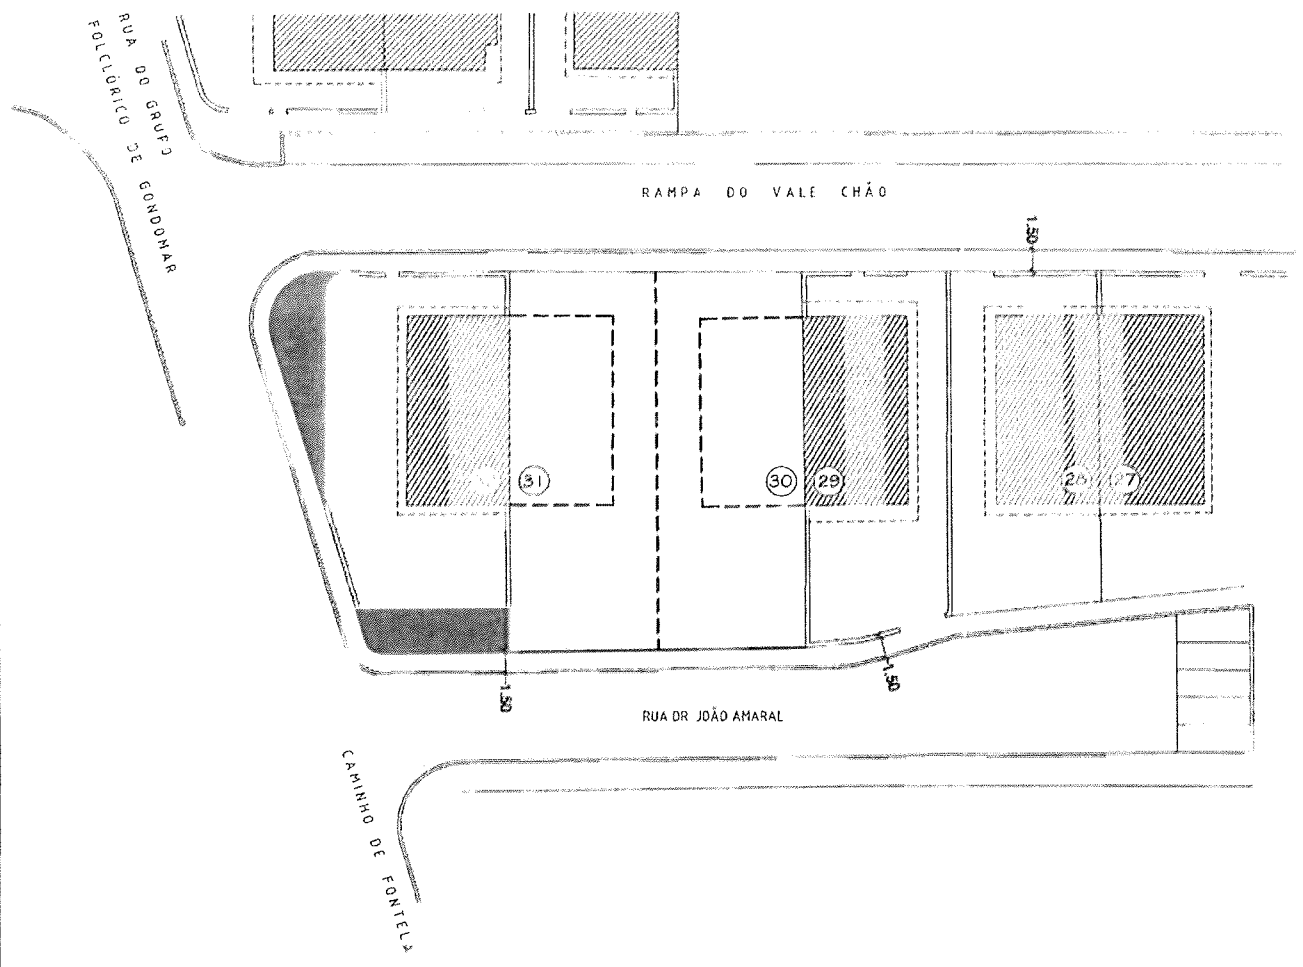 RUA DO GRUPO
FOLCLÓRICO DE GONDOMAR
RAMPA DO VALE CHÃO
1.50
31
30
29
28
27
1.50
1.50
RUA DR JOÃO AMARAL
CAMINHO DE FONTELA